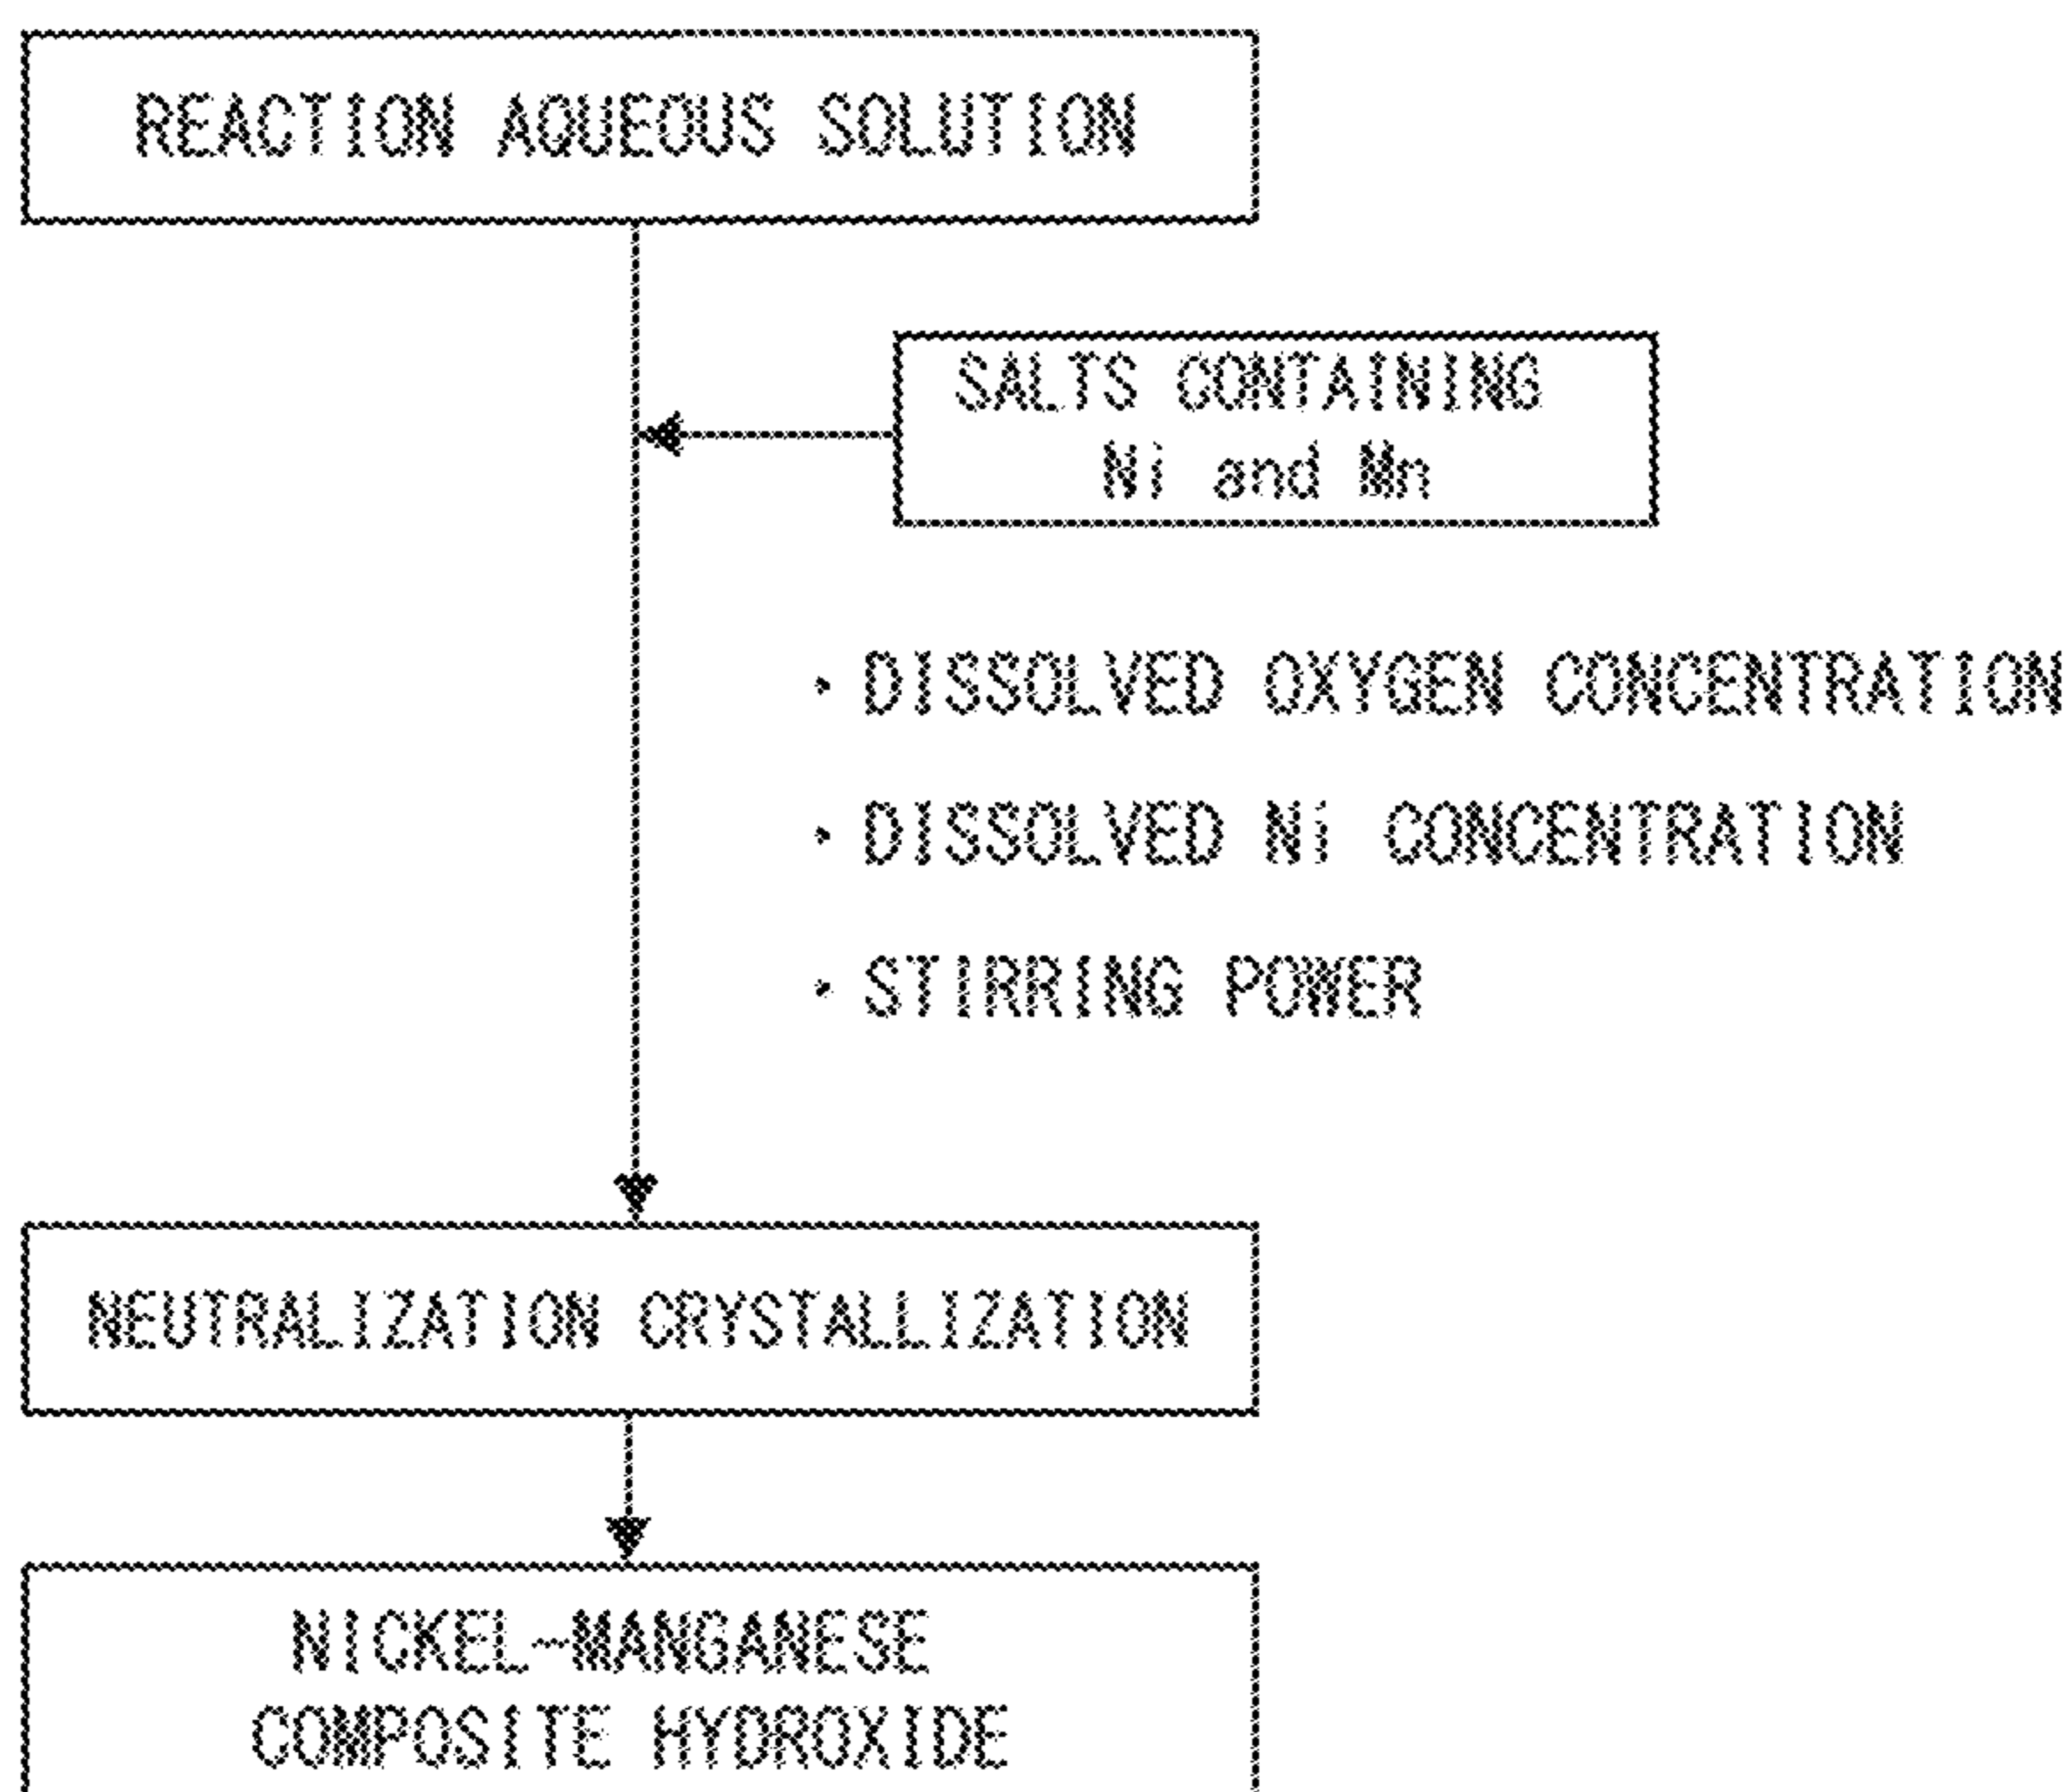 REACTION AQUEOUS SOLUTION
SALTS CONTAINING
Ni and Mn
・DISSOLVED OXYGEN CONCENTRATION
・DISSOLVED Ni CONCENTRATION
・STIRRING POWER
NEUTRALIZATION CRYSTALLIZATION
NICKEL-MANGANESE
COMPOSITE HYDROXIDE